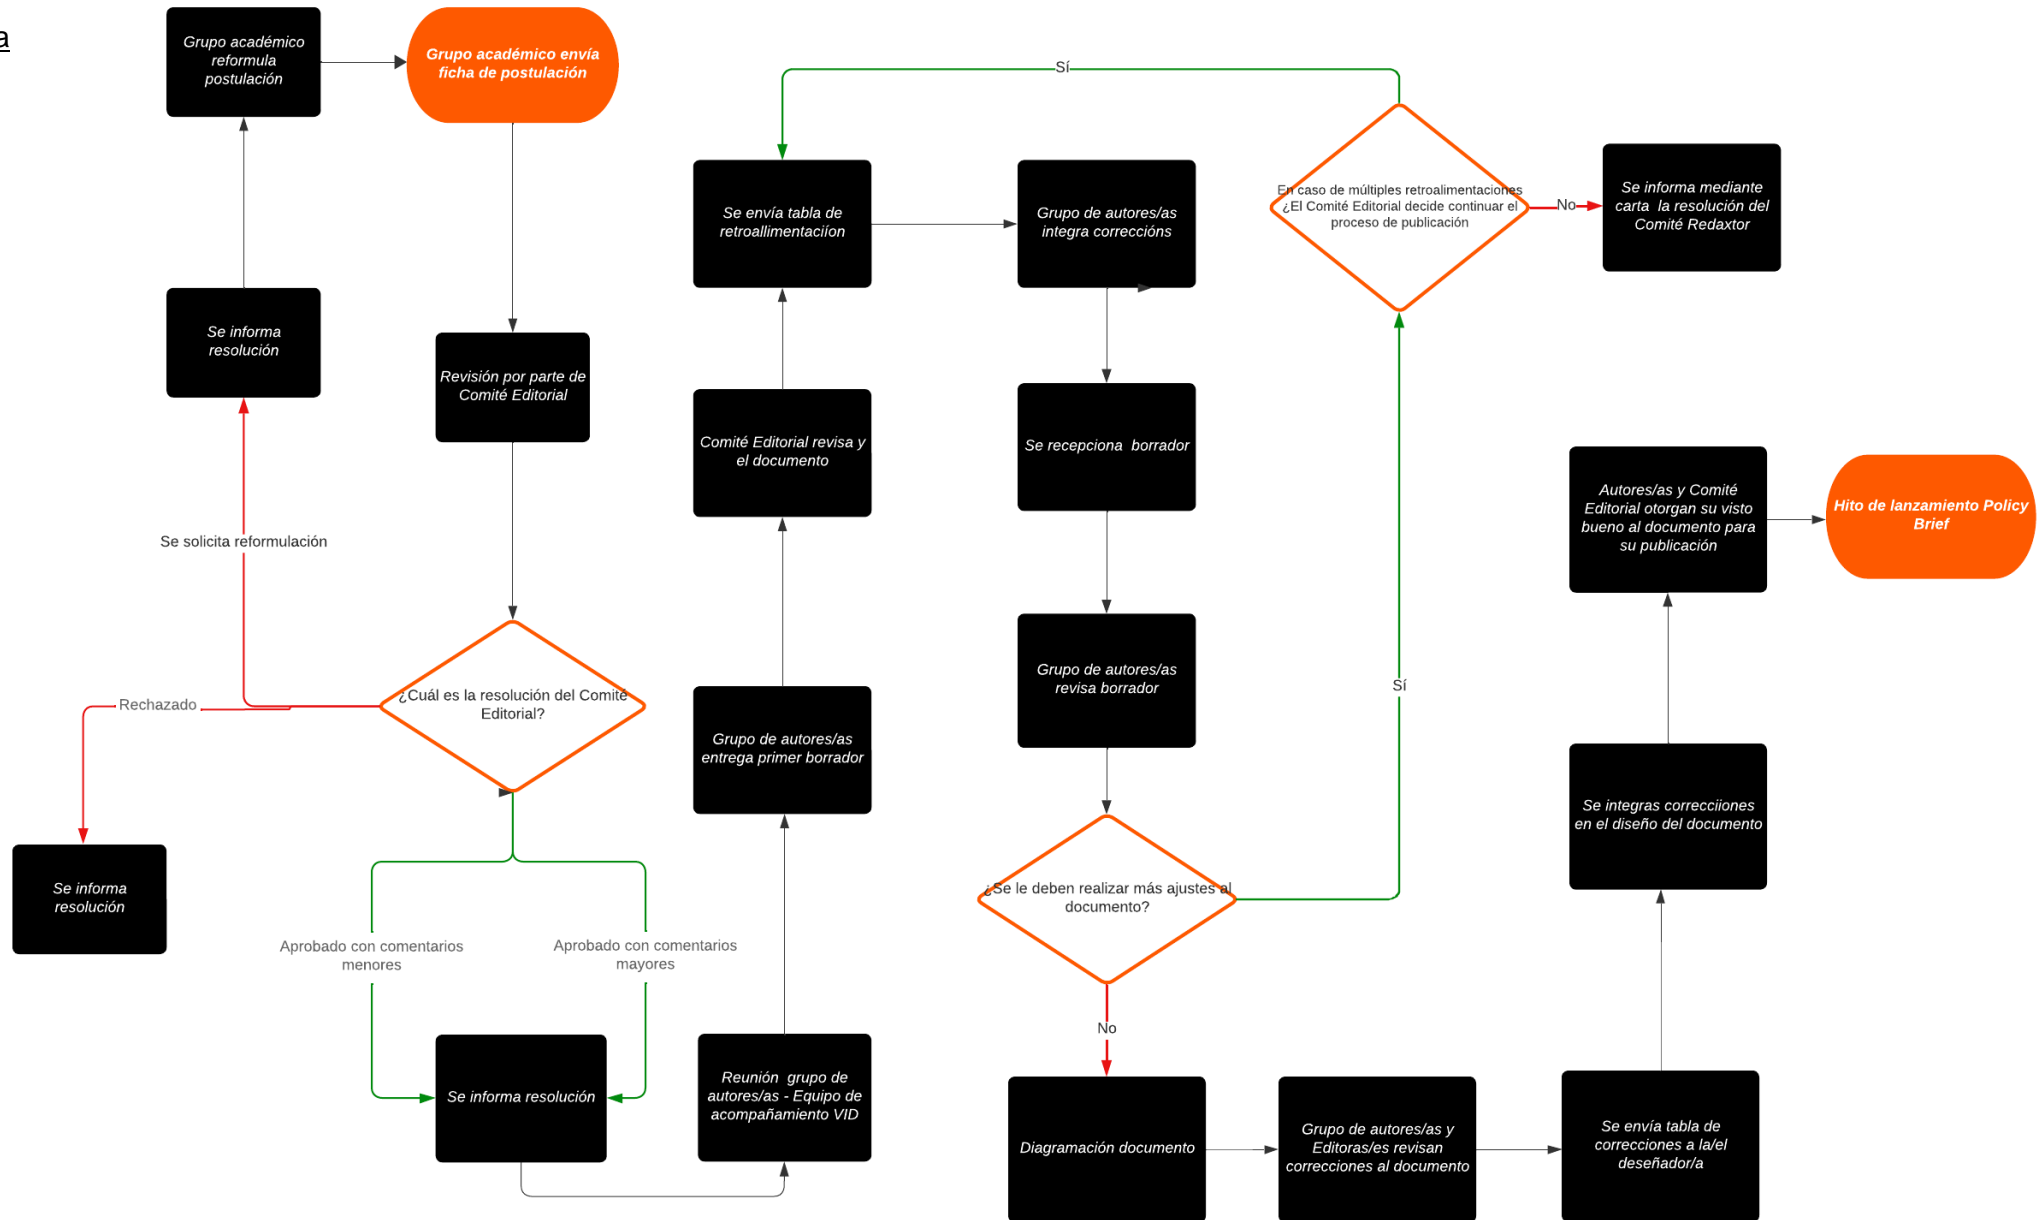 a
Grupo académico
reformula
postulación
Grupo académico envía
ficha de postulación
Se informa
resolución
Revisión por parte de
Comité Editorial
Se solicita reformulación
Rechazado
¿Cuál es la resolución del Comité
Editorial?
Se informa
resolución
Aprobado con comentarios
menores
Aprobado con comentarios
mayores
Se informa resolución
Reunión grupo de
autores/as - Equipo de
acompañamiento VID
Grupo de autores/as
entrega primer borrador
Comité Editorial revisa y
el documento
Se envía tabla de
retroallimentaciíon
Sí
Grupo de autores/as
integra correccións
Se recepciona borrador
Grupo de autores/as
revisa borrador
¿Se le deben realizar más ajustes al
documento?
Sí
No
En caso de múltiples retroalimentaciones
¿El Comité Editorial decide continuar el
proceso de publicación
No
Se informa mediante
carta la resolución del
Comité Redaxtor
Diagramación documento
Grupo de autores/as y
Editoras/es revisan
correcciones al documento
Se envía tabla de
correcciones a la/el
deseñador/a
Se integras correcciiones
en el diseño del documento
Autores/as y Comité
Editorial otorgan su visto
bueno al documento para
su publicación
Hito de lanzamiento Policy
Brief